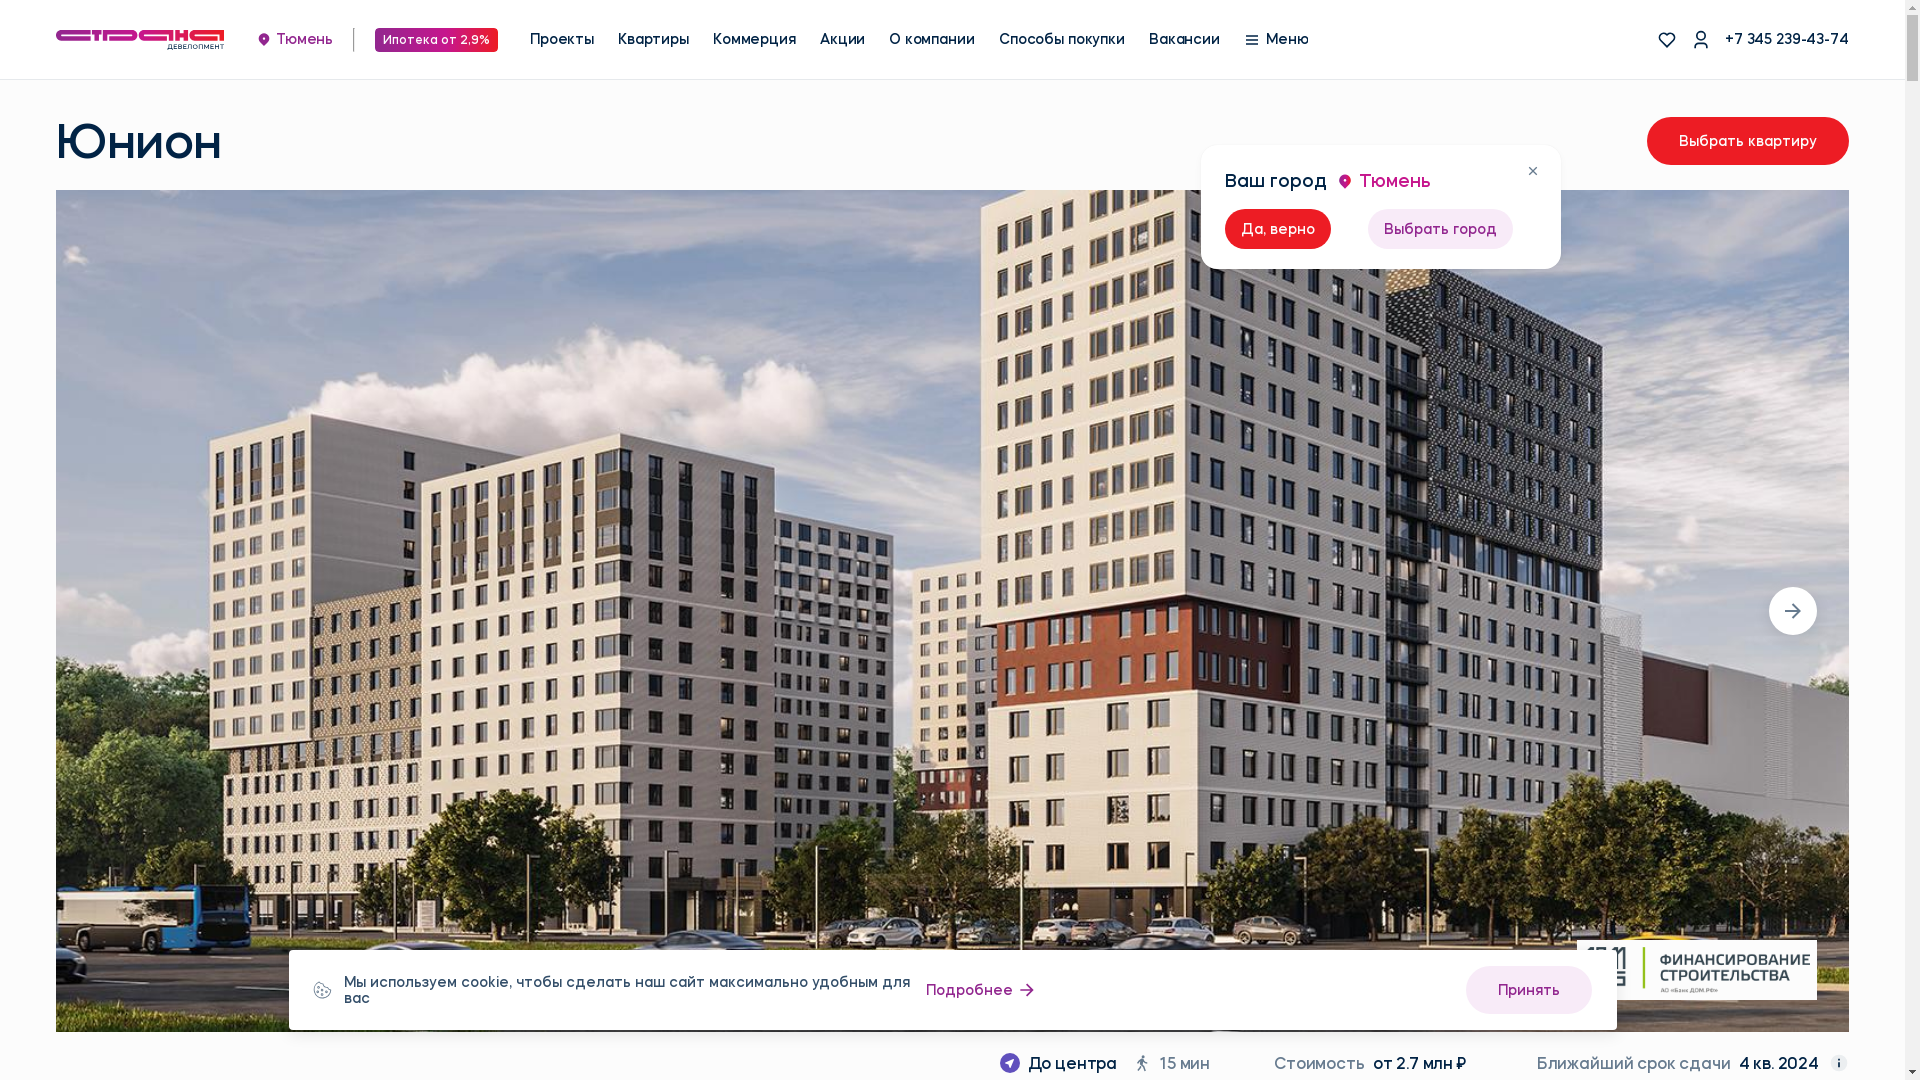 страна
ДЕВЕЛОПМЕНТ
Тюмень
Ипотека от 2,9%
Проекты
Квартиры
Коммерция
Акции
О компании
Способы покупки
Вакансии
Меню
+7 345 239-43-74
Юнион
Выбрать квартиру
Ваш город
Тюмень
Да, верно
Выбрать город
ФИНАНСИРОВАНИЕ
СТРОИТЕЛЬСТВА
АО «Банк ДОМ.РФ»
Мы используем cookie, чтобы сделать наш сайт максимально удобным для
вас
Подробнее
Принять
До центра
15 мин
Стоимость от 2.7 млн ₽
Ближайший срок сдачи 4 кв. 2024